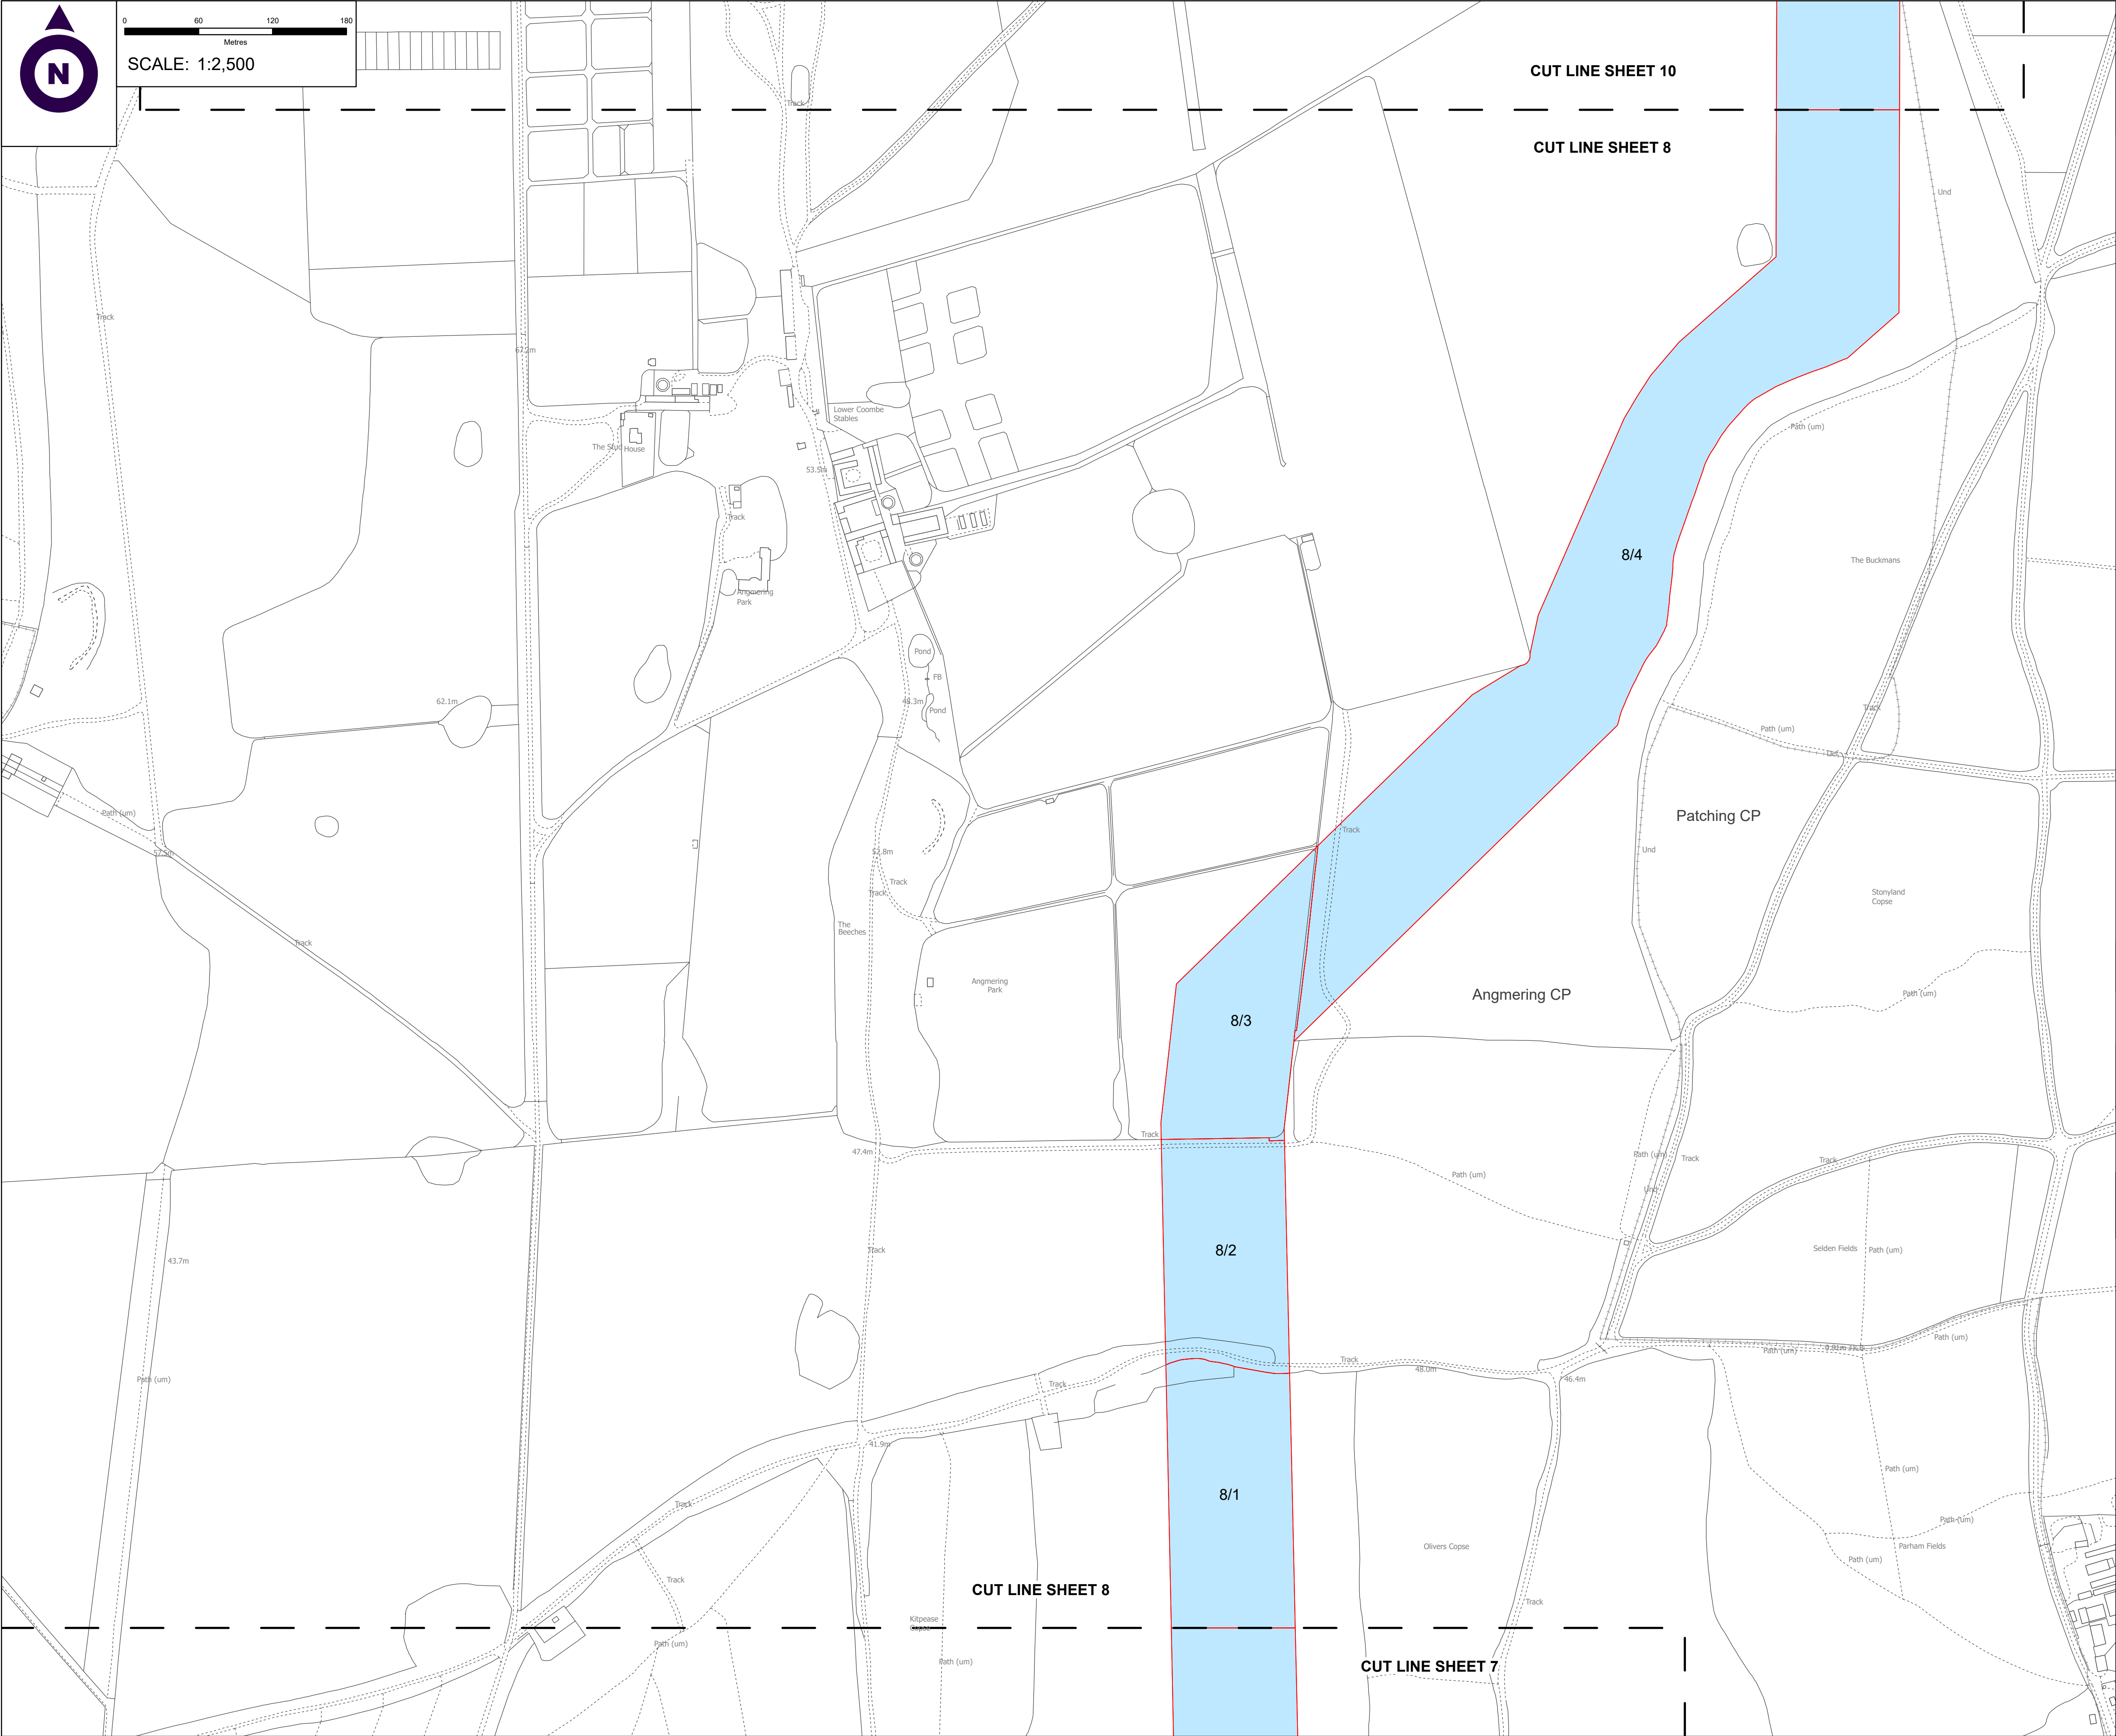 0 60 120 180
Metres
SCALE: 1:2,500
N
CUT LINE SHEET 10
Track
CUT LINE SHEET 8
Und
Track
67.2m
Lower Coombe
Stables
Path (um)
The Stud House
53.5m
Track
8/4
The Buckmans
Angmering
Park
Pond
FB
62.1m
48.3m
Pond
Track
Path (um)
Und
Path (um)
Patching CP
Track
57.5m
52.8m
Und
Track
Track
Stonyland
Copse
The
Beeches
Track
Angmering
Park
Angmering CP
Path (um)
8/3
Track
47.4m
Path (um)
Track
Track
Path (um)
Und
8/2
Track
Selden Fields
Path (um)
43.7m
Path (um)
Track
Path (um)
48.0m
46.4m
Path (um)
Track
41.9m
Path (um)
8/1
Track
Path (um)
Olivers Copse
Parham Fields
Path (um)
Track
CUT LINE SHEET 8
Track
Kitpease
Copse
Path (um)
Path (um)
CUT LINE SHEET 7